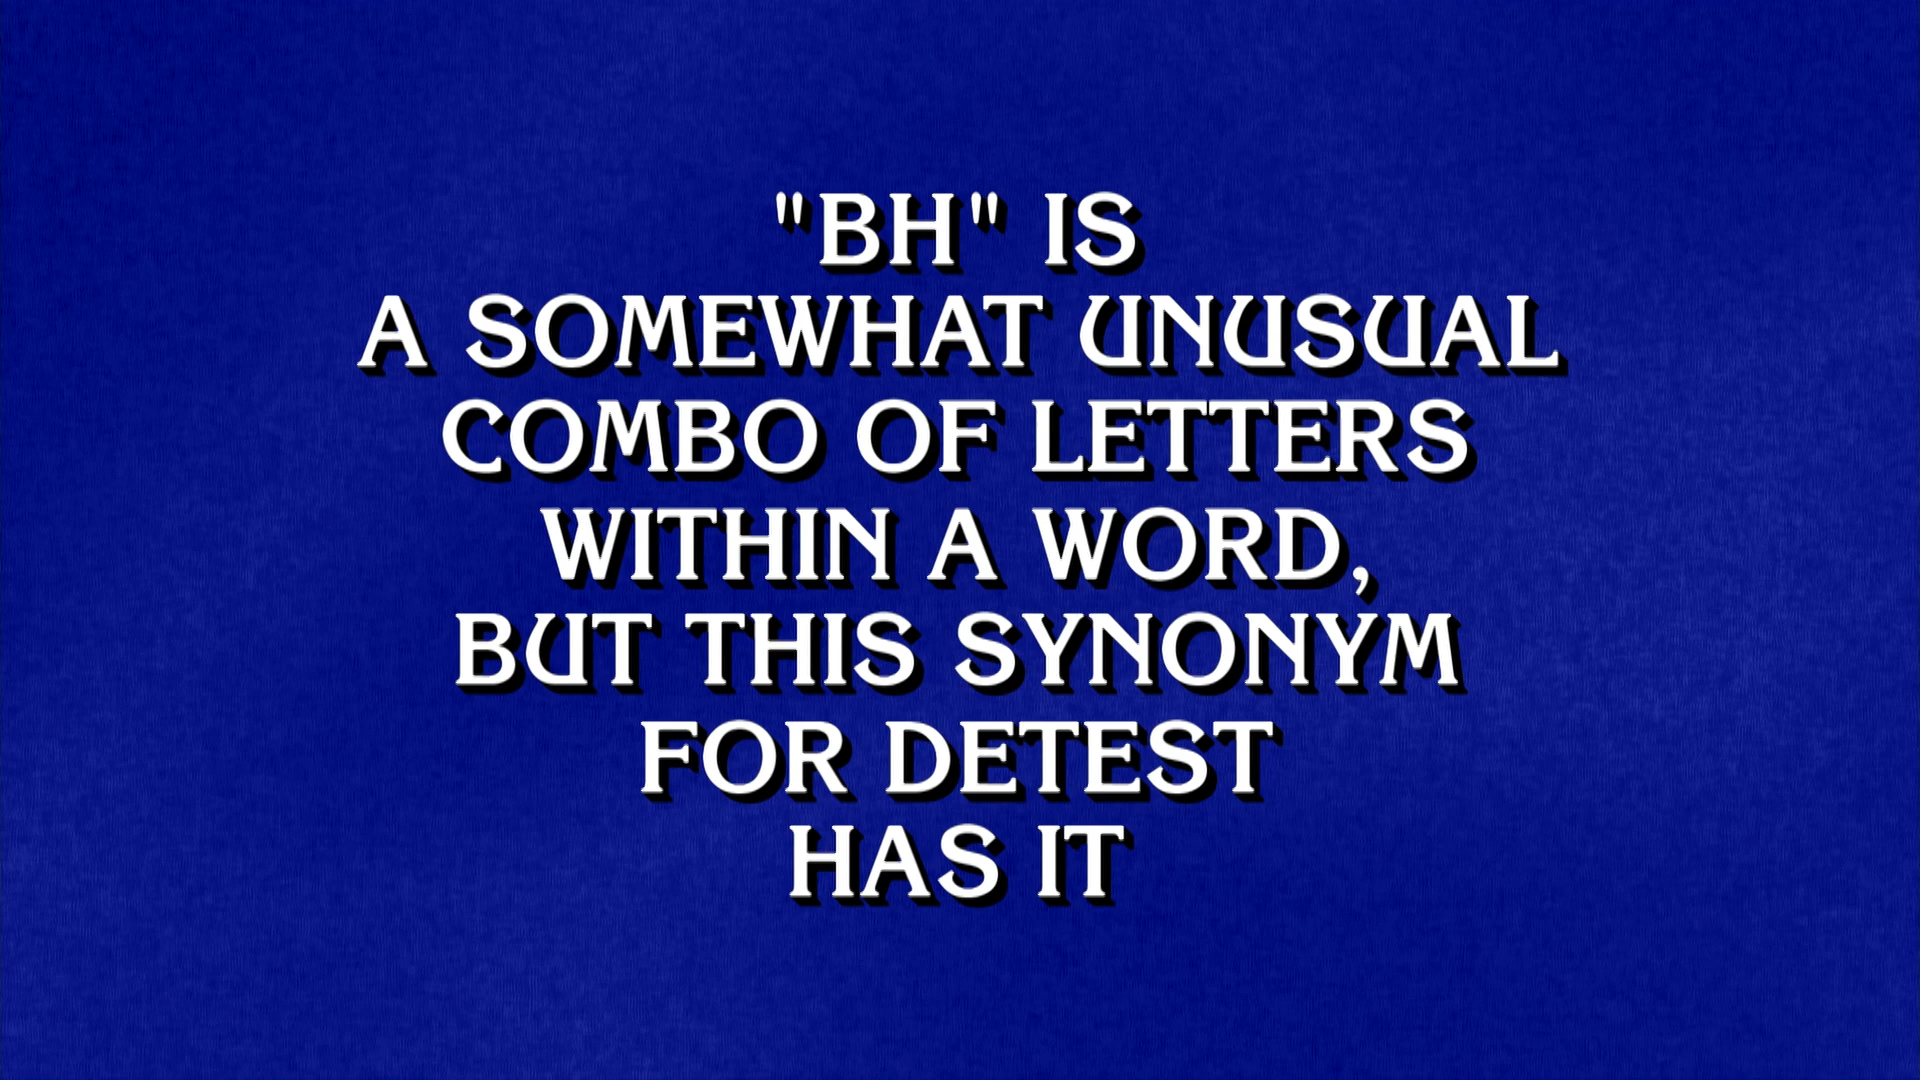 "BH" IS
A SOMEWHAT UNUSUAL
COMBO OF LETTERS
WITHIN A WORD,
BUT THIS SYNONYM
FOR DETEST
HAS IT